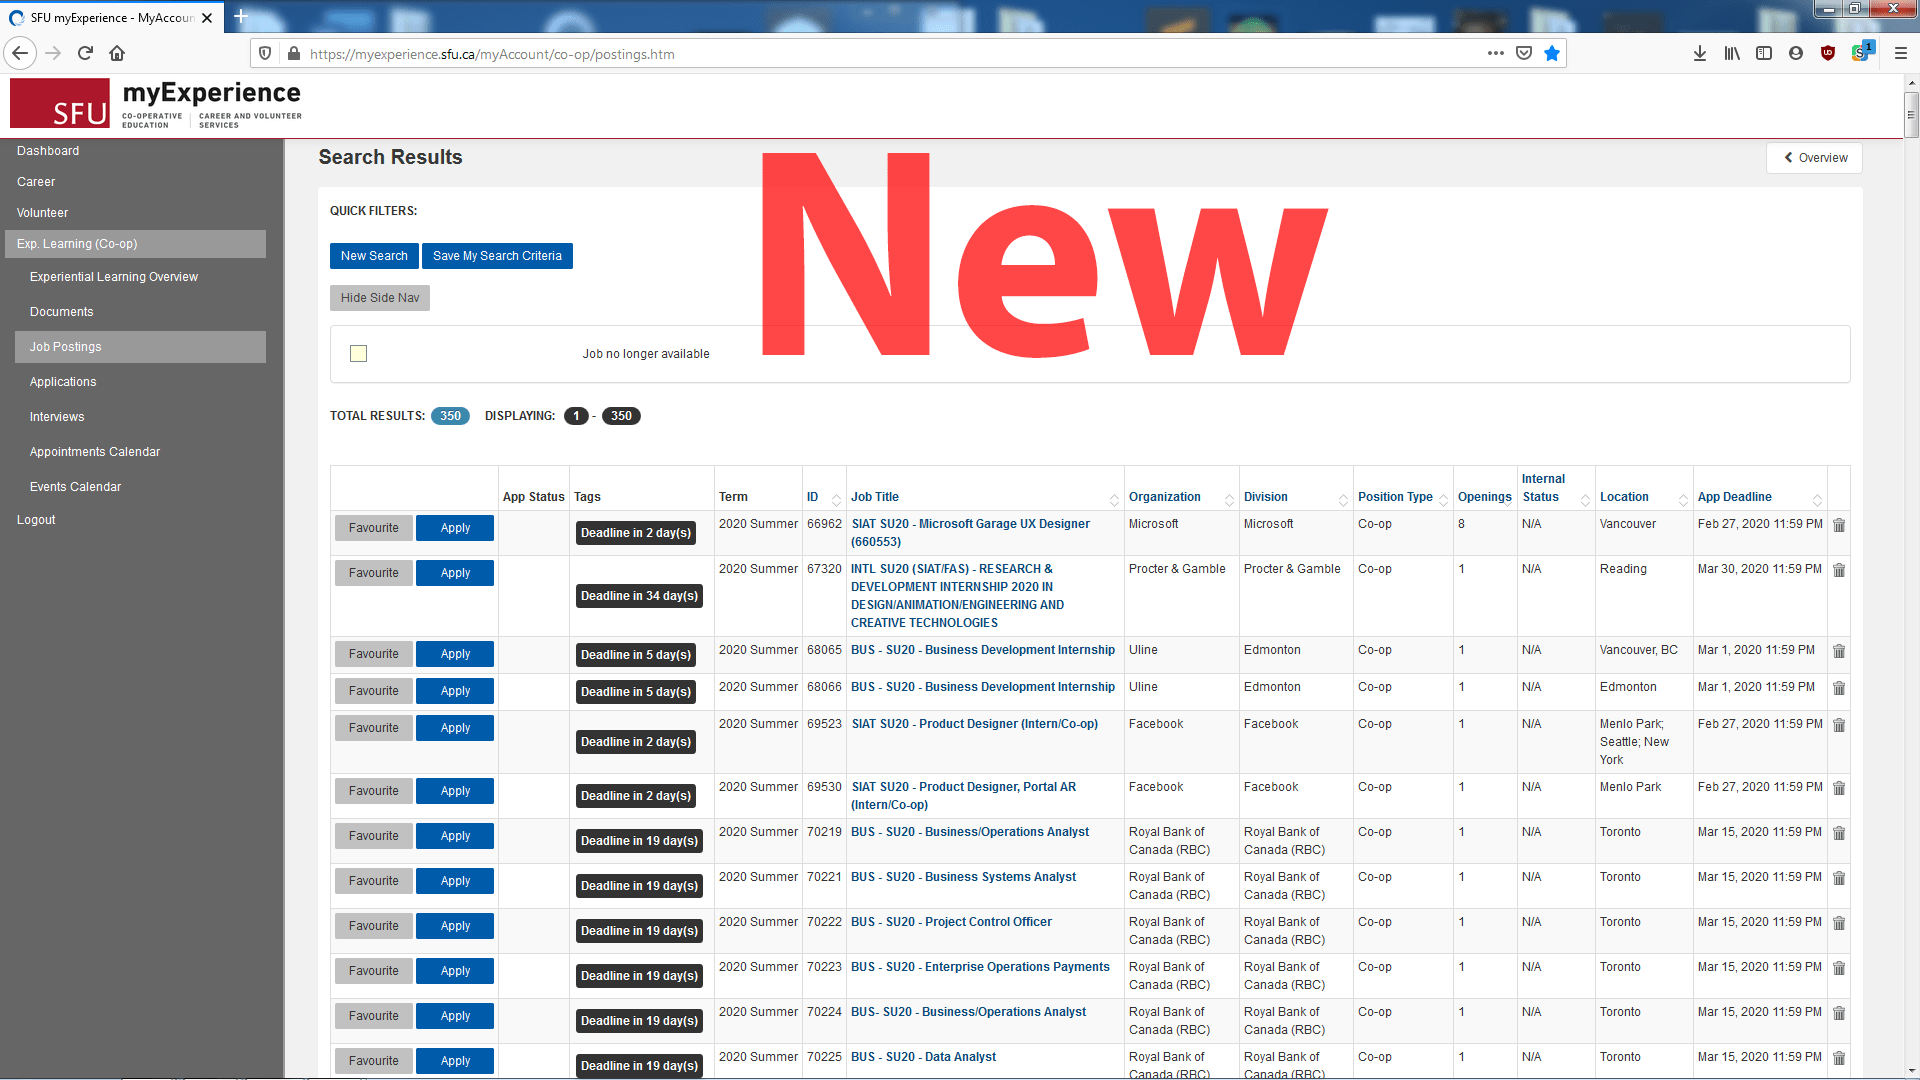 SFU myExperience - MyAccoun
https://myexperience.sfu.ca/myAccount/co-op/postings.htm
1
SFU
myExperience
CO-OPERATIVE EDUCATION | CAREER AND VOLUNTEER SERVICES
Dashboard
Career
Volunteer
Exp. Learning (Co-op)
Experiential Learning Overview
Documents
Job Postings
Applications
Interviews
Appointments Calendar
Events Calendar
Logout
Search Results
Overview
New
QUICK FILTERS:
New Search Save My Search Criteria
Hide Side Nav
Job no longer available
TOTAL RESULTS: 350 DISPLAYING: 1 - 350
App Status Tags Term ID Job Title Organization Division Position Type Openings Internal Status Location App Deadline
Favourite Apply Deadline in 2 day(s) 2020 Summer 66962 SIAT SU20 - Microsoft Garage UX Designer (660553) Microsoft Microsoft Co-op 8 N/A Vancouver Feb 27, 2020 11:59 PM
Favourite Apply Deadline in 34 day(s) 2020 Summer 67320 INTL SU20 (SIAT/FAS) - RESEARCH & DEVELOPMENT INTERNSHIP 2020 IN DESIGN/ANIMATION/ENGINEERING AND CREATIVE TECHNOLOGIES Procter & Gamble Procter & Gamble Co-op 1 N/A Reading Mar 30, 2020 11:59 PM
Favourite Apply Deadline in 5 day(s) 2020 Summer 68065 BUS - SU20 - Business Development Internship Uline Edmonton Co-op 1 N/A Vancouver, BC Mar 1, 2020 11:59 PM
Favourite Apply Deadline in 5 day(s) 2020 Summer 68066 BUS - SU20 - Business Development Internship Uline Edmonton Co-op 1 N/A Edmonton Mar 1, 2020 11:59 PM
Favourite Apply Deadline in 2 day(s) 2020 Summer 69523 SIAT SU20 - Product Designer (Intern/Co-op) Facebook Facebook Co-op 1 N/A Menlo Park; Seattle; New York Feb 27, 2020 11:59 PM
Favourite Apply Deadline in 2 day(s) 2020 Summer 69530 SIAT SU20 - Product Designer, Portal AR (Intern/Co-op) Facebook Facebook Co-op 1 N/A Menlo Park Feb 27, 2020 11:59 PM
Favourite Apply Deadline in 19 day(s) 2020 Summer 70219 BUS - SU20 - Business/Operations Analyst Royal Bank of Canada (RBC) Royal Bank of Canada (RBC) Co-op 1 N/A Toronto Mar 15, 2020 11:59 PM
Favourite Apply Deadline in 19 day(s) 2020 Summer 70221 BUS - SU20 - Business Systems Analyst Royal Bank of Canada (RBC) Royal Bank of Canada (RBC) Co-op 1 N/A Toronto Mar 15, 2020 11:59 PM
Favourite Apply Deadline in 19 day(s) 2020 Summer 70222 BUS - SU20 - Project Control Officer Royal Bank of Canada (RBC) Royal Bank of Canada (RBC) Co-op 1 N/A Toronto Mar 15, 2020 11:59 PM
Favourite Apply Deadline in 19 day(s) 2020 Summer 70223 BUS - SU20 - Enterprise Operations Payments Royal Bank of Canada (RBC) Royal Bank of Canada (RBC) Co-op 1 N/A Toronto Mar 15, 2020 11:59 PM
Favourite Apply Deadline in 19 day(s) 2020 Summer 70224 BUS- SU20 - Business/Operations Analyst Royal Bank of Canada (RBC) Royal Bank of Canada (RBC) Co-op 1 N/A Toronto Mar 15, 2020 11:59 PM
Favourite Apply Deadline in 19 day(s) 2020 Summer 70225 BUS - SU20 - Data Analyst Royal Bank of Canada (RBC) Royal Bank of Canada (RBC) Co-op 1 N/A Toronto Mar 15, 2020 11:59 PM